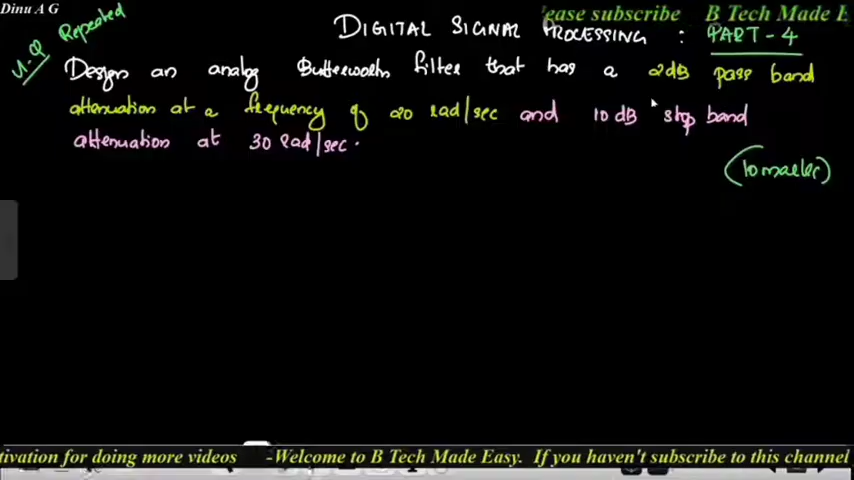 Dinu A G
ease subscribe B Tech Made E
DIGITAL SIGNAL PROCESSING : PART-4
U.Q Repeated
Design an analog Butterworth filter that has a 2dB pass band
attenuation at a frequency of 20 rad/sec and 10 dB stop band
attenuation at 30 rad/sec.
(10 marks)
tivation for doing more videos -Welcome to B Tech Made Easy. If you haven't subscribe to this channel